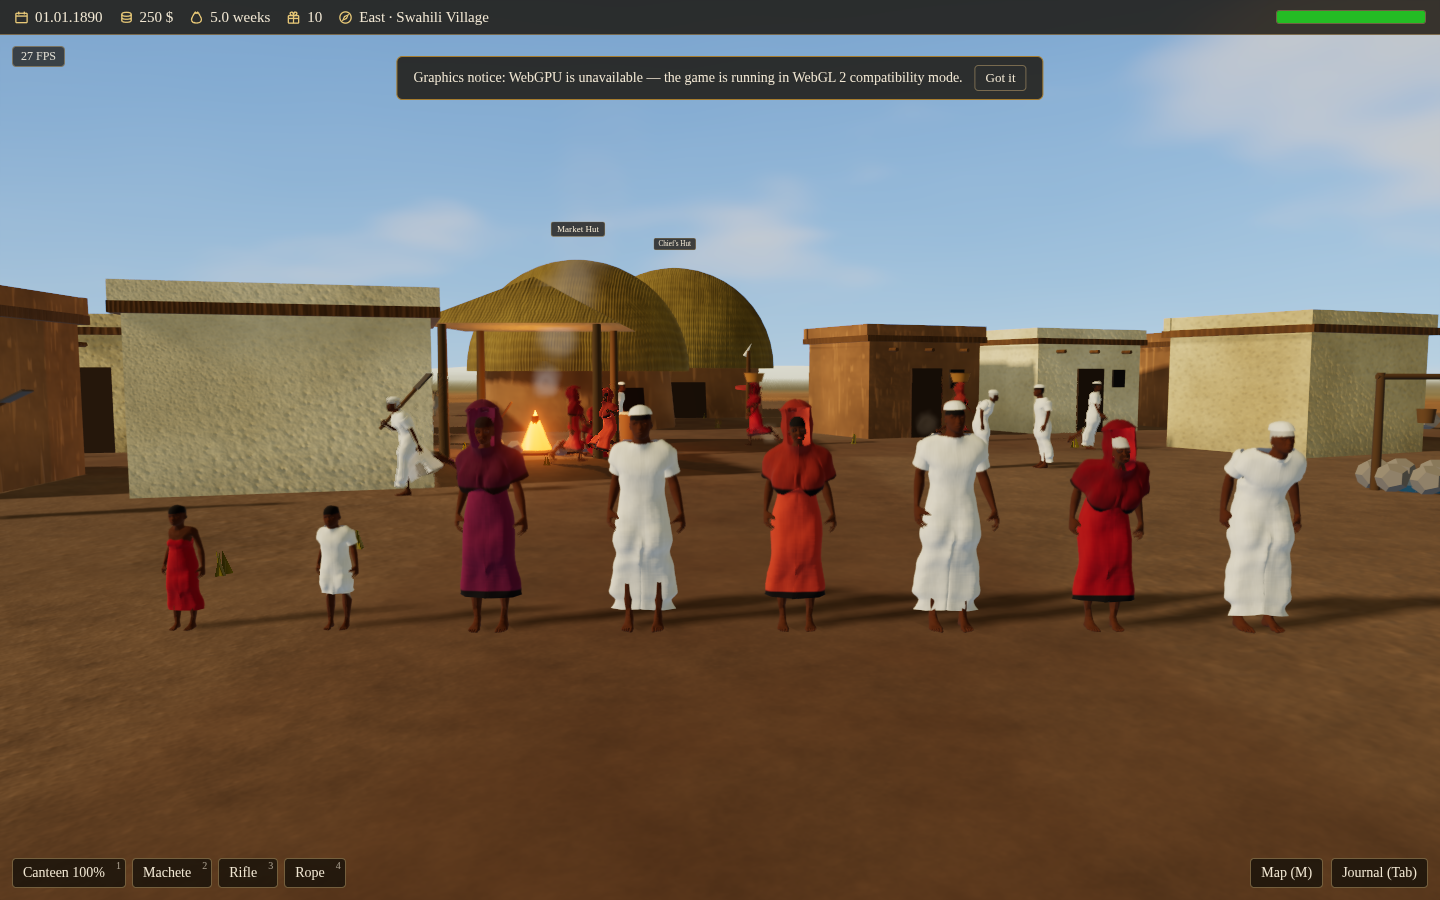 01.01.1890 250 $ 5.0 weeks 10 East · Swahili Village
27 FPS
Graphics notice: WebGPU is unavailable — the game is running in WebGL 2 compatibility mode. Got it
Market Hut
Chief's Hut
Canteen 100% 1 Machete 2 Rifle 3 Rope 4
Map (M) Journal (Tab)